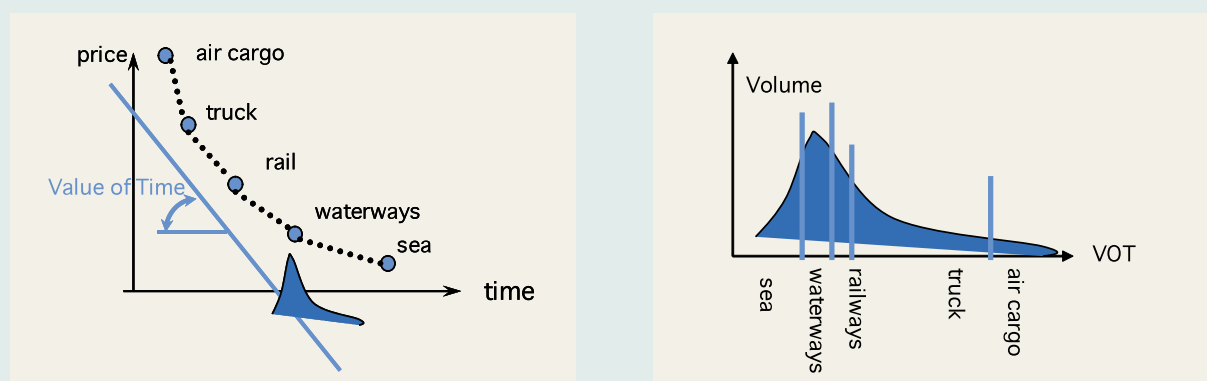 price
air cargo
truck
rail
Value of Time
waterways
sea
time
Volume
VOT
sea
waterways
railways
truck
air cargo